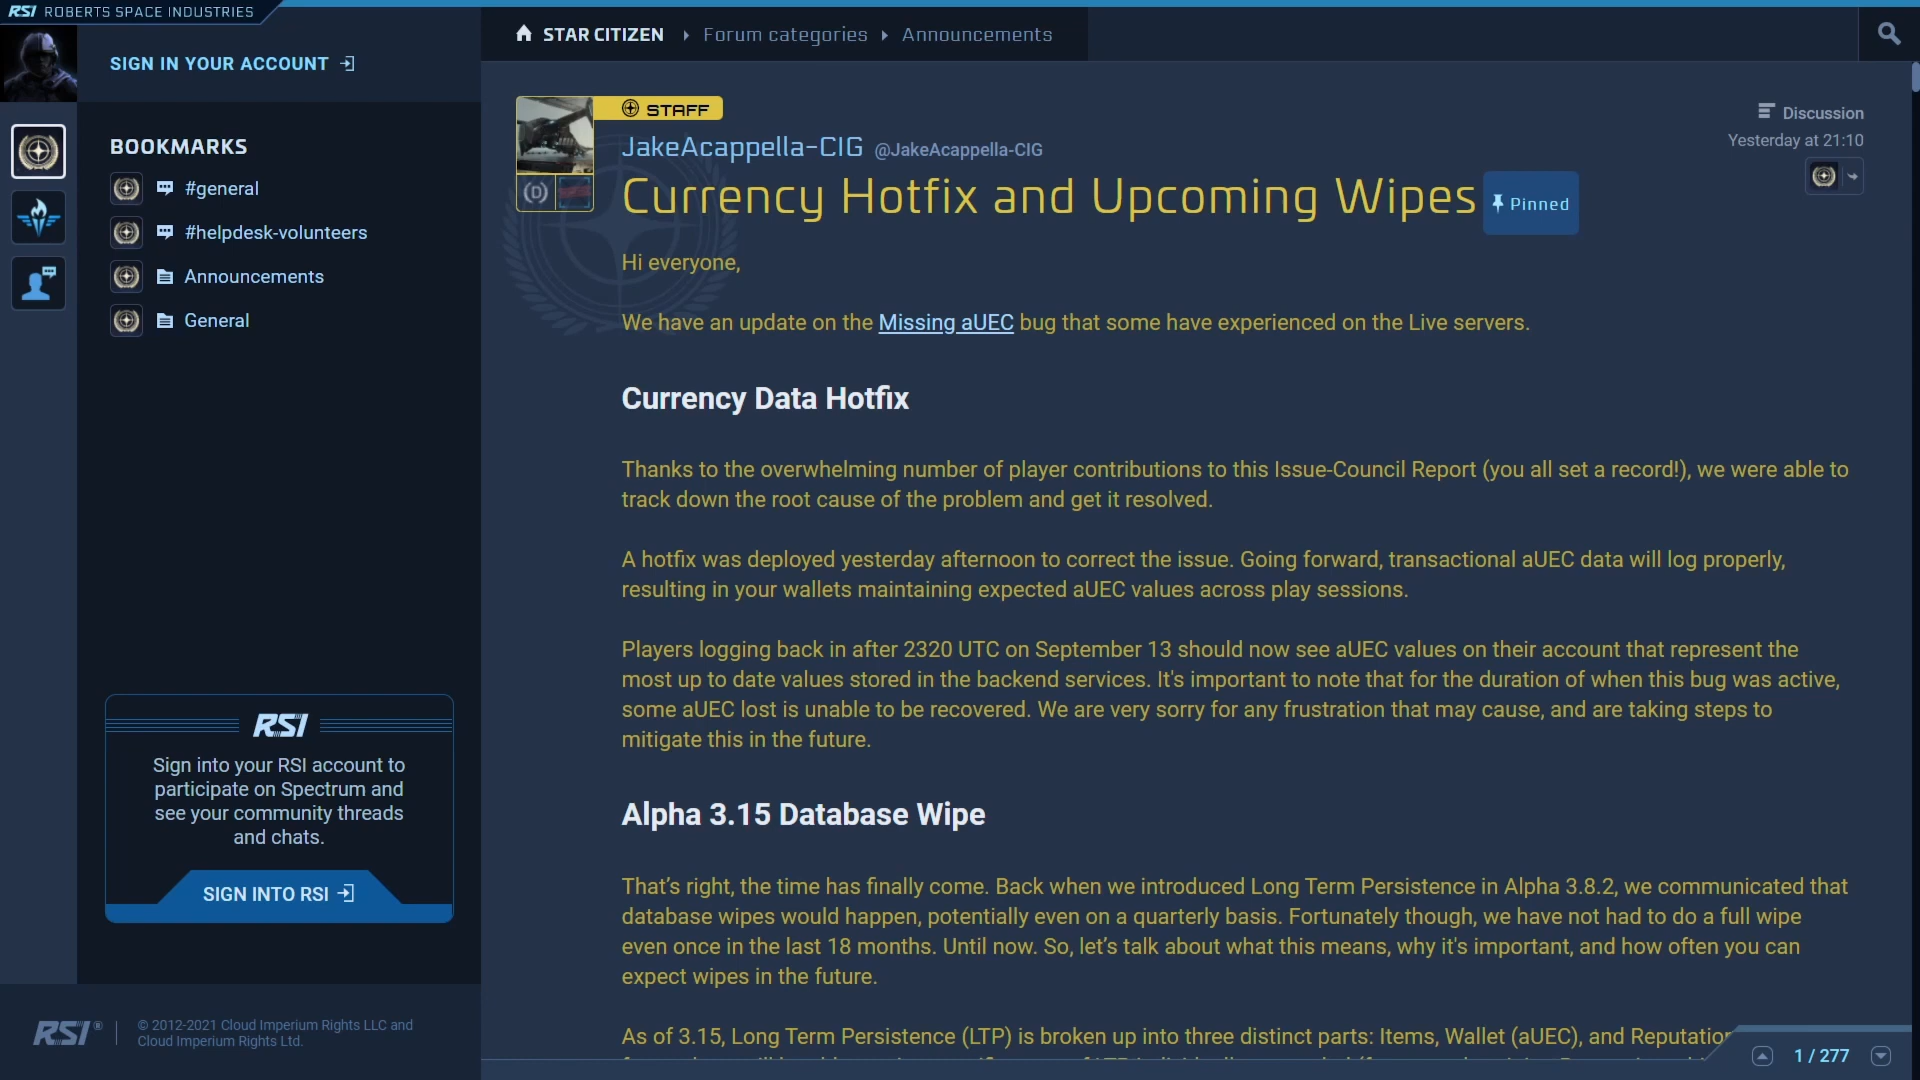 RSI ROBERTS SPACE INDUSTRIES
SIGN IN YOUR ACCOUNT
BOOKMARKS
#general
#helpdesk-volunteers
Announcements
General
RSI
Sign into your RSI account to
participate on Spectrum and
see your community threads
and chats.
SIGN INTO RSI
RSI®
© 2012-2021 Cloud Imperium Rights LLC and
Cloud Imperium Rights Ltd.
STAR CITIZEN Forum categories Announcements
STAFF
JakeAcappella-CIG @JakeAcappella-CIG
Discussion
Yesterday at 21:10
Currency Hotfix and Upcoming Wipes Pinned
Hi everyone,
We have an update on the Missing aUEC bug that some have experienced on the Live servers.
Currency Data Hotfix
Thanks to the overwhelming number of player contributions to this Issue-Council Report (you all set a record!), we were able to
track down the root cause of the problem and get it resolved.
A hotfix was deployed yesterday afternoon to correct the issue. Going forward, transactional aUEC data will log properly,
resulting in your wallets maintaining expected aUEC values across play sessions.
Players logging back in after 2320 UTC on September 13 should now see aUEC values on their account that represent the
most up to date values stored in the backend services. It's important to note that for the duration of when this bug was active,
some aUEC lost is unable to be recovered. We are very sorry for any frustration that may cause, and are taking steps to
mitigate this in the future.
Alpha 3.15 Database Wipe
That’s right, the time has finally come. Back when we introduced Long Term Persistence in Alpha 3.8.2, we communicated that
database wipes would happen, potentially even on a quarterly basis. Fortunately though, we have not had to do a full wipe
even once in the last 18 months. Until now. So, let’s talk about what this means, why it's important, and how often you can
expect wipes in the future.
As of 3.15, Long Term Persistence (LTP) is broken up into three distinct parts: Items, Wallet (aUEC), and Reputation
1 / 277